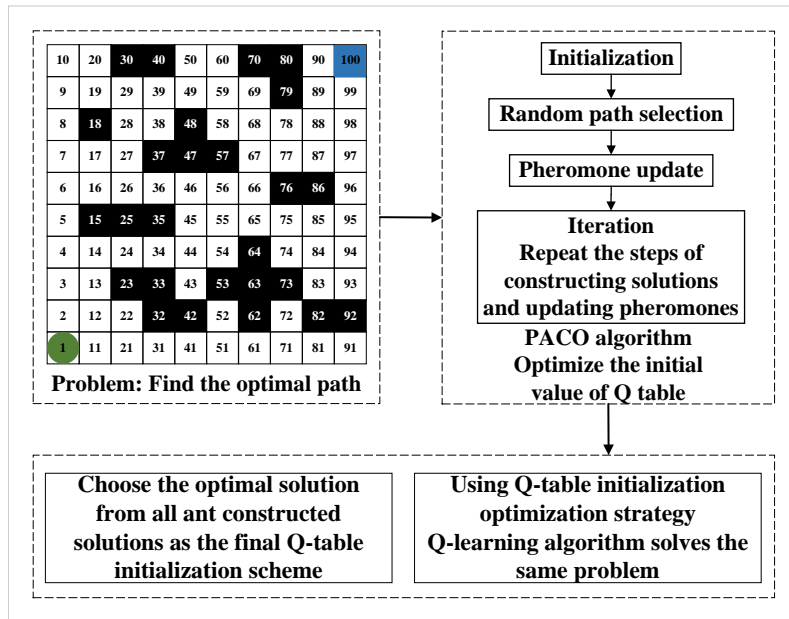 10 20 30 40 50 60 70 80 90 100
9 19 29 39 49 59 69 79 89 99
8 18 28 38 48 58 68 78 88 98
7 17 27 37 47 57 67 77 87 97
6 16 26 36 46 56 66 76 86 96
5 15 25 35 45 55 65 75 85 95
4 14 24 34 44 54 64 74 84 94
3 13 23 33 43 53 63 73 83 93
2 12 22 32 42 52 62 72 82 92
1 11 21 31 41 51 61 71 81 91
Problem: Find the optimal path
Initialization
Random path selection
Pheromone update
Iteration
Repeat the steps of
constructing solutions
and updating pheromones
PACO algorithm
Optimize the initial
value of Q table
Choose the optimal solution
from all ant constructed
solutions as the final Q-table
initialization scheme
Using Q-table initialization
optimization strategy
Q-learning algorithm solves the
same problem